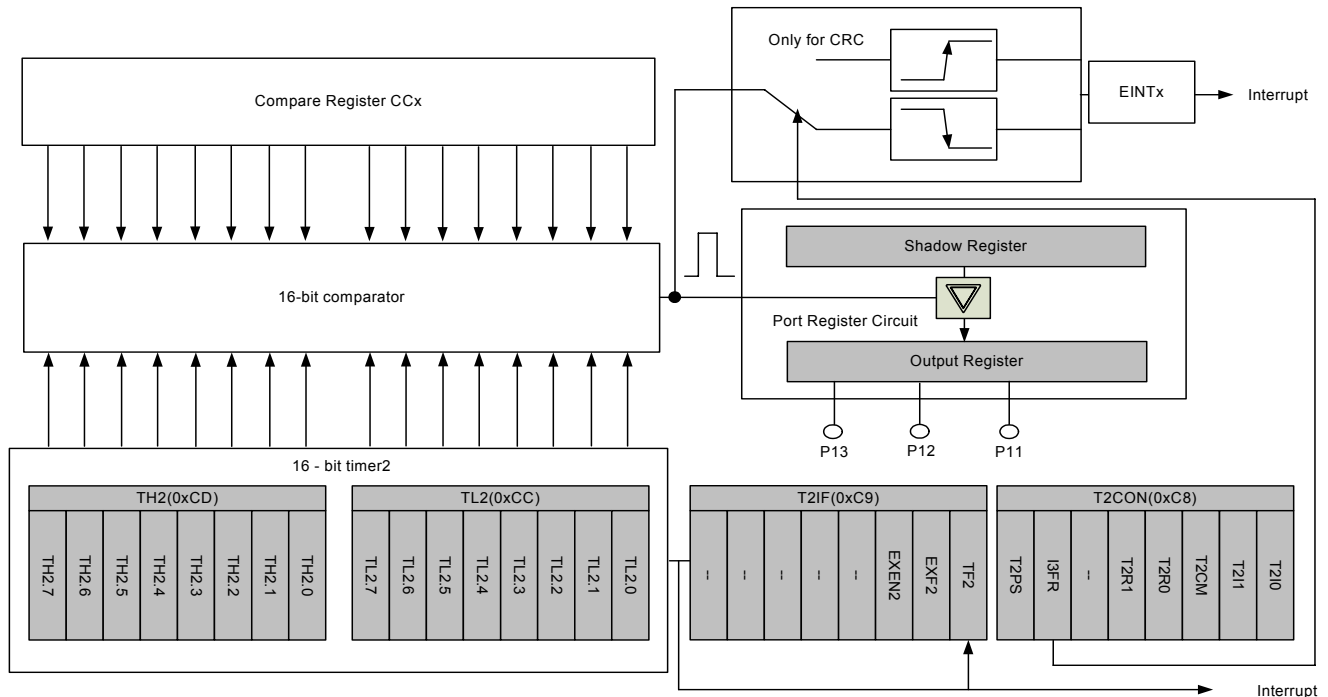 Only for CRC
Compare Register CCx
EINTx
Interrupt
16-bit comparator
Shadow Register
Port Register Circuit
Output Register
P13
P12
P11
16 - bit timer2
TH2(0xCD)
TH2.7
TH2.6
TH2.5
TH2.4
TH2.3
TH2.2
TH2.1
TH2.0
TL2(0xCC)
TL2.7
TL2.6
TL2.5
TL2.4
TL2.3
TL2.2
TL2.1
TL2.0
T2IF(0xC9)
--
--
--
--
--
EXEN2
EXF2
TF2
T2CON(0xC8)
T2PS
I3FR
--
T2R1
T2R0
T2CM
T2I1
T2I0
Interrupt